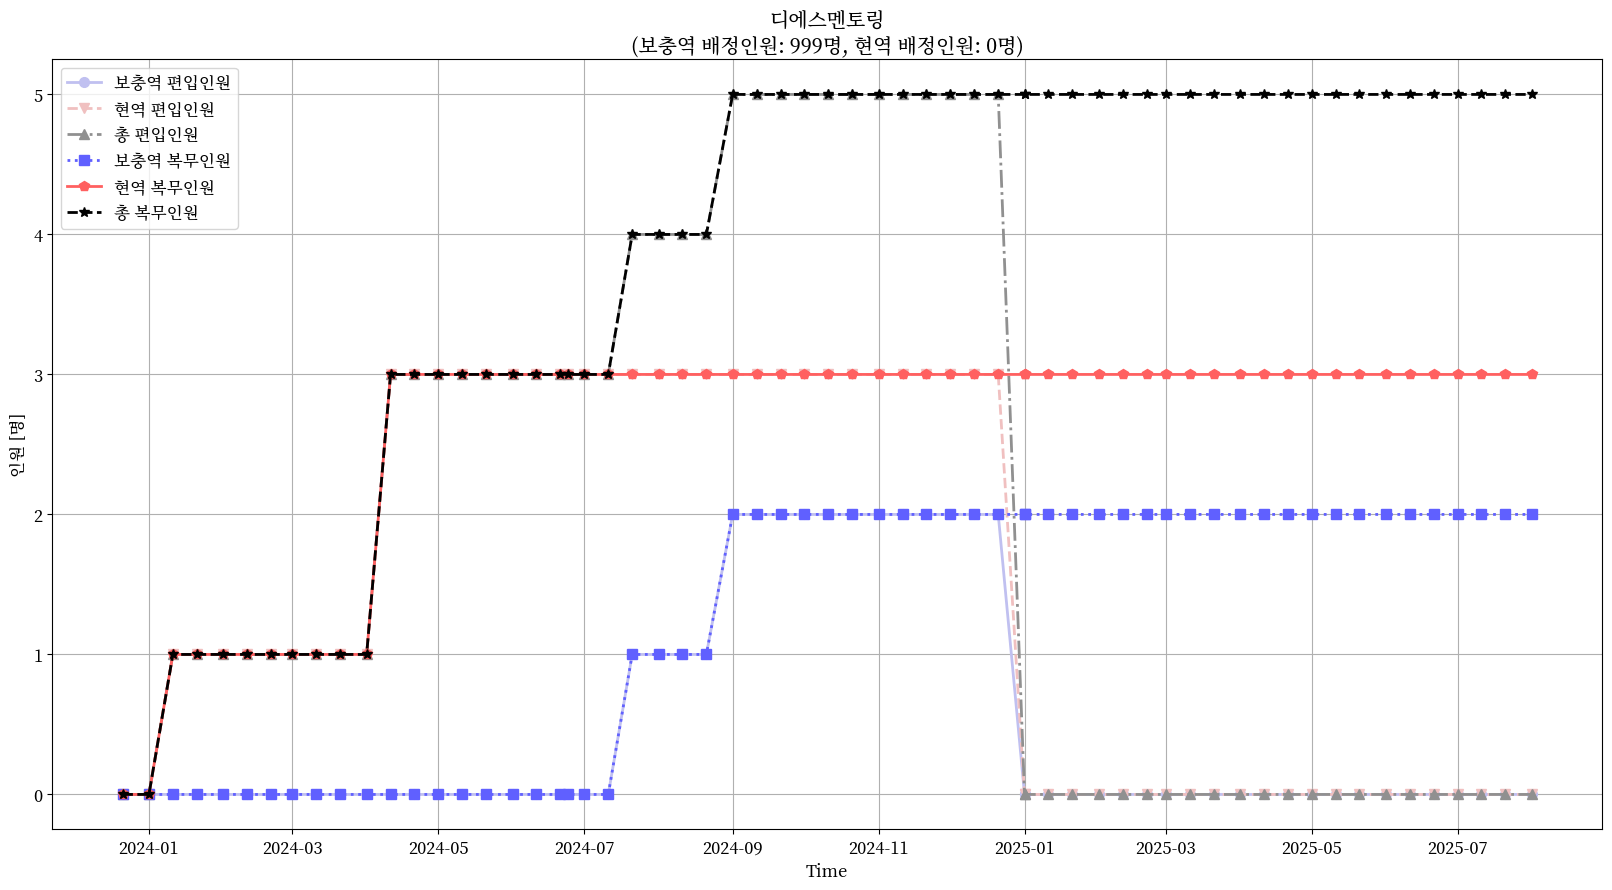 디에스멘토링
(보충역 배정인원: 999명, 현역 배정인원: 0명)
보충역 편입인원
현역 편입인원
총 편입인원
보충역 복무인원
현역 복무인원
총 복무인원
인원 [명]
5
4
3
2
1
0
2024-01
2024-03
2024-05
2024-07
2024-09
2024-11
2025-01
2025-03
2025-05
2025-07
Time